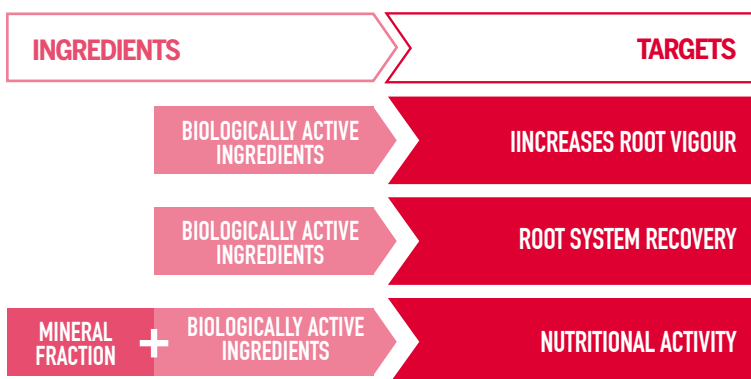 INGREDIENTS
TARGETS
BIOLOGICALLY ACTIVE
INGREDIENTS
IINCREASES ROOT VIGOUR
BIOLOGICALLY ACTIVE
INGREDIENTS
ROOT SYSTEM RECOVERY
MINERAL
FRACTION
+
BIOLOGICALLY ACTIVE
INGREDIENTS
NUTRITIONAL ACTIVITY